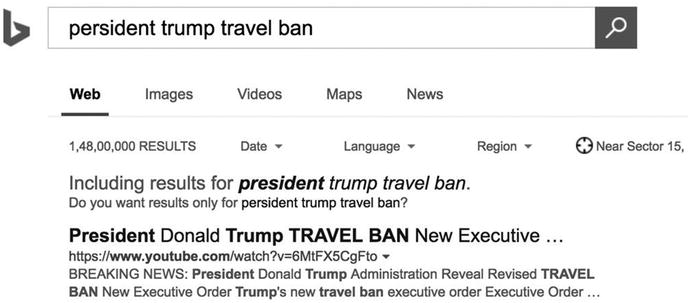 persident trump travel ban
Web Images Videos Maps News
1,48,00,000 RESULTS Date Language Region Near Sector 15,
Including results for president trump travel ban.
Do you want results only for persident trump travel ban?
President Donald Trump TRAVEL BAN New Executive ...
https://www.youtube.com/watch?v=6MtFX5CgFto
BREAKING NEWS: President Donald Trump Administration Reveal Revised TRAVEL
BAN New Executive Order Trump's new travel ban executive order Executive Order ...